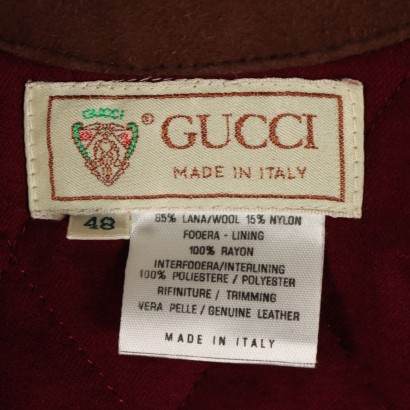 GUCCI
® GUCCI
MADE IN ITALY
48
85% LANA/WOOL 15% NYLON
FODERA - LINING
100% RAYON
INTERFODERA/INTERLINING
100% POLIESTERE / POLYESTER
RIFINITURE / TRIMMING
VERA PELLE / GENUINE LEATHER
MADE IN ITALY